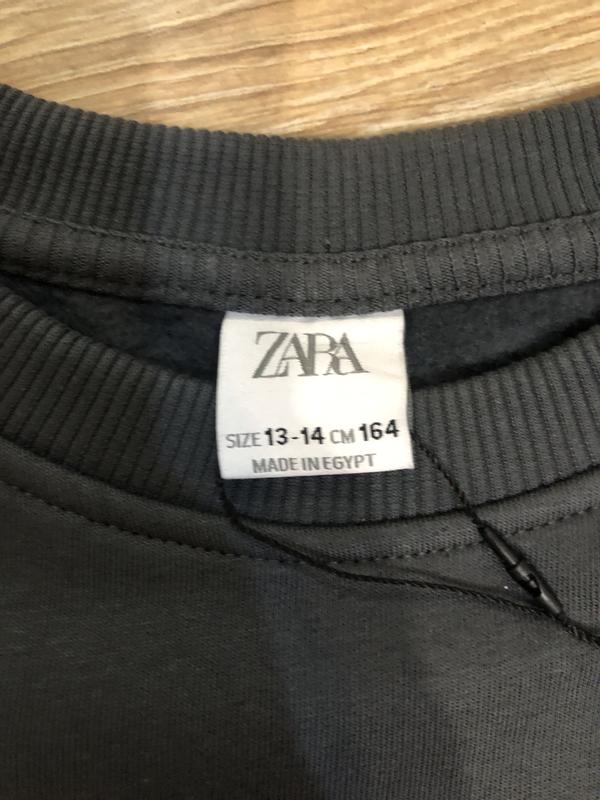 ZARA
SIZE 13-14 CM 164
MADE IN EGYPT